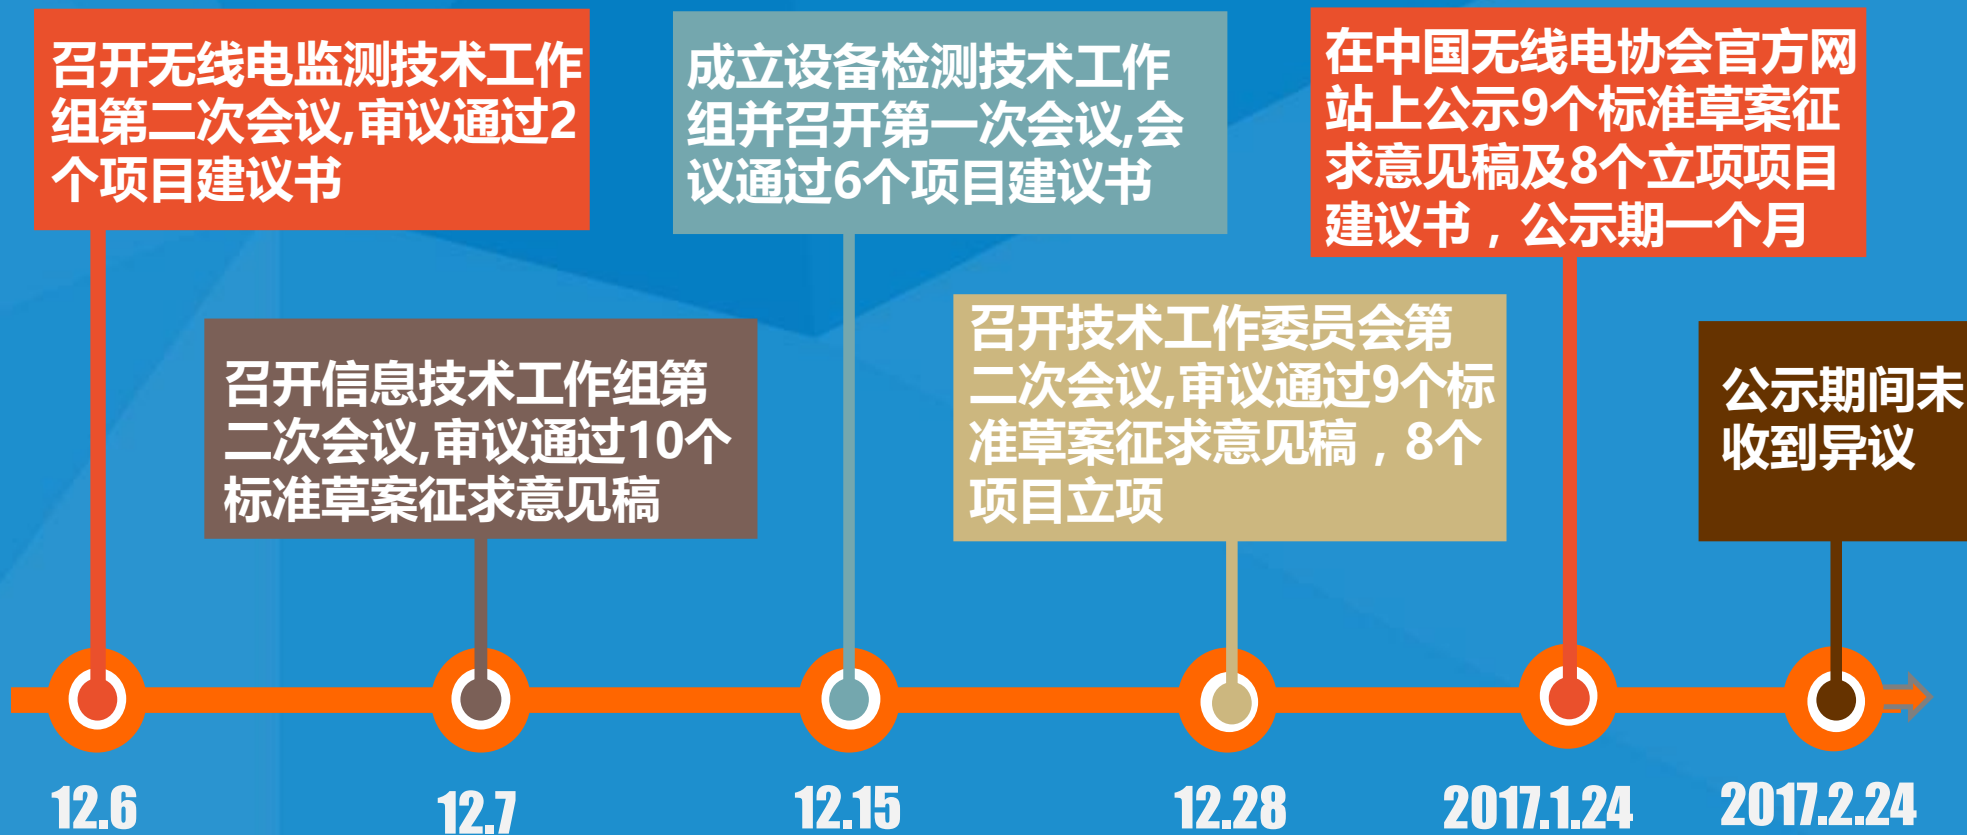 召开无线电监测技术工作
组第二次会议,审议通过2
个项目建议书
成立设备检测技术工作
组并召开第一次会议,会
议通过6个项目建议书
在中国无线电协会官方网
站上公示9个标准草案征
求意见稿及8个立项项目
建议书，公示期一个月
召开信息技术工作组第
二次会议,审议通过10个
标准草案征求意见稿
召开技术工作委员会第
二次会议,审议通过9个标
准草案征求意见稿，8个
项目立项
公示期间未
收到异议
12.6
12.7
12.15
12.28
2017.1.24
2017.2.24